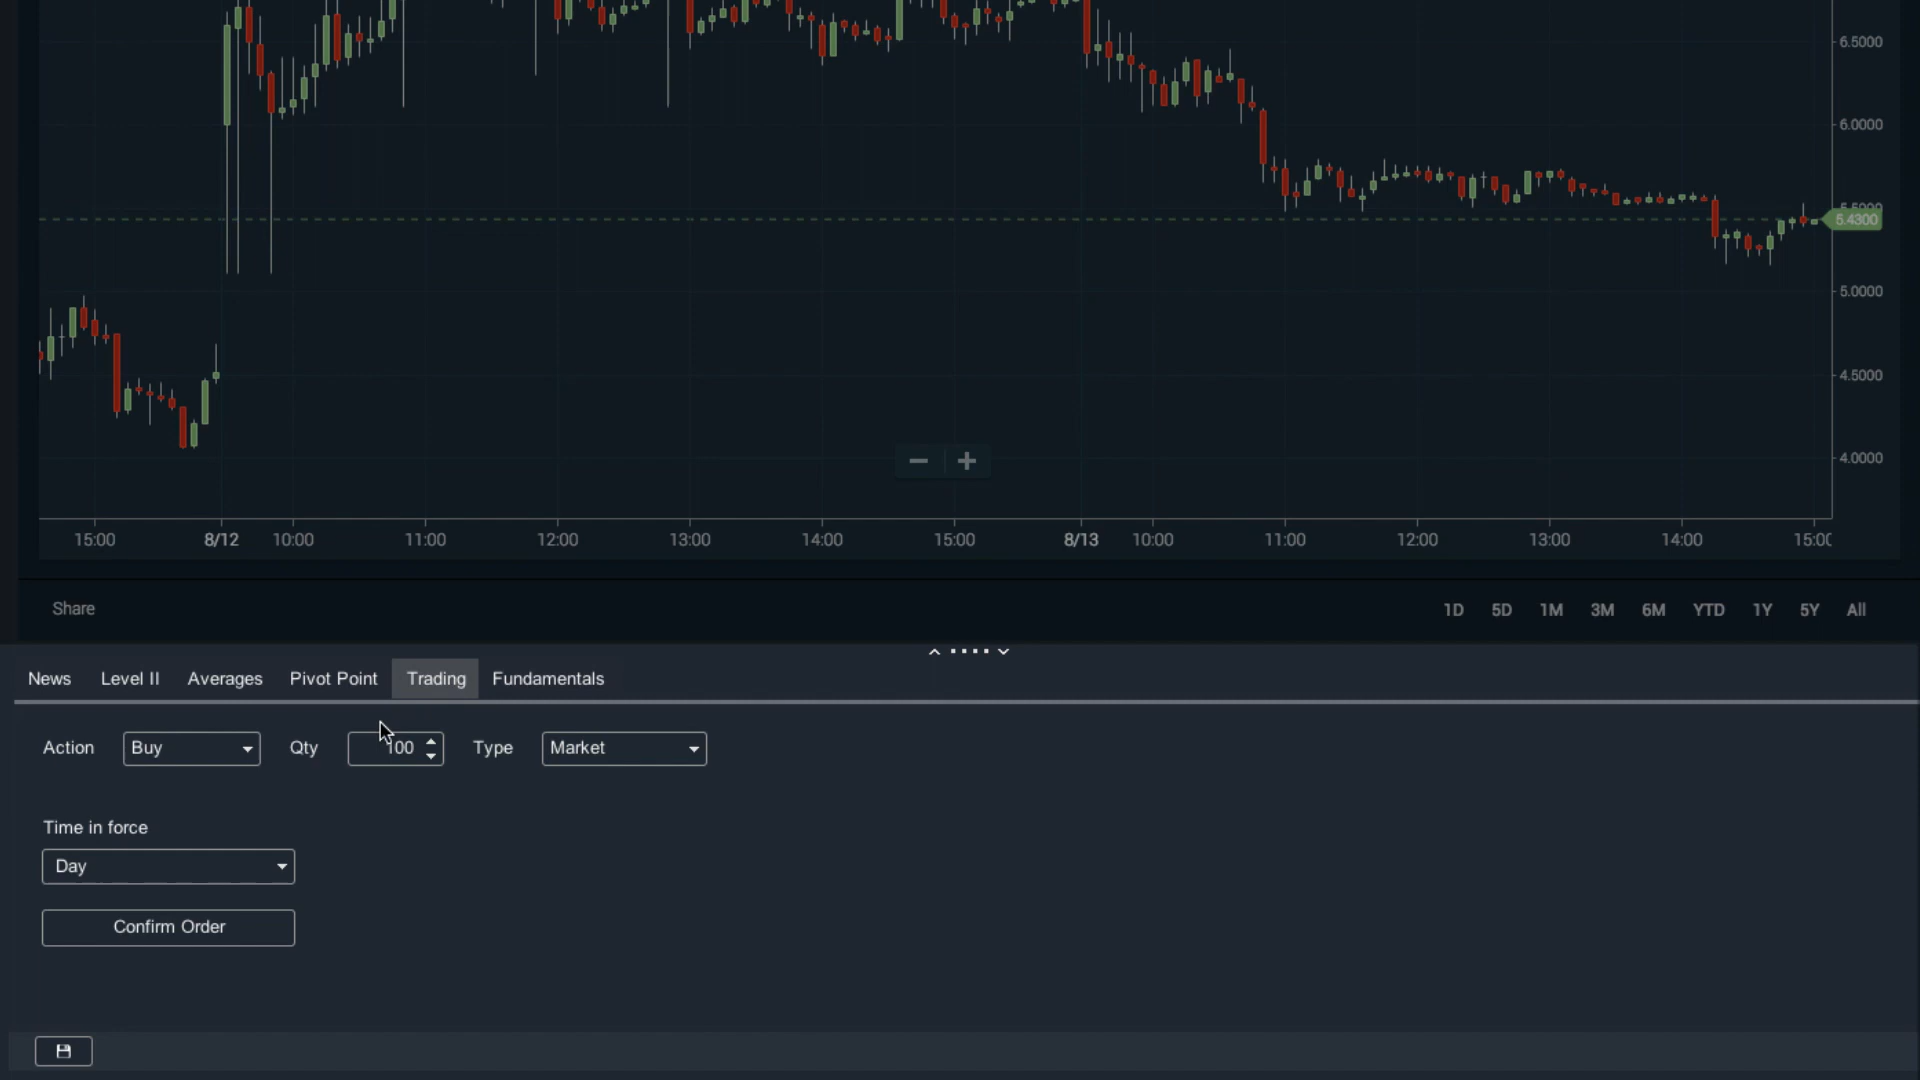 6.5000
6.0000
5.5000
5.4300
5.0000
4.5000
4.0000
15:00 8/12 10:00 11:00 12:00 13:00 14:00 15:00 8/13 10:00 11:00 12:00 13:00 14:00 15:00
Share 1D 5D 1M 3M 6M YTD 1Y 5Y All
News Level II Averages Pivot Point Trading Fundamentals
Action Buy Qty 100 Type Market
Time in force
Day
Confirm Order